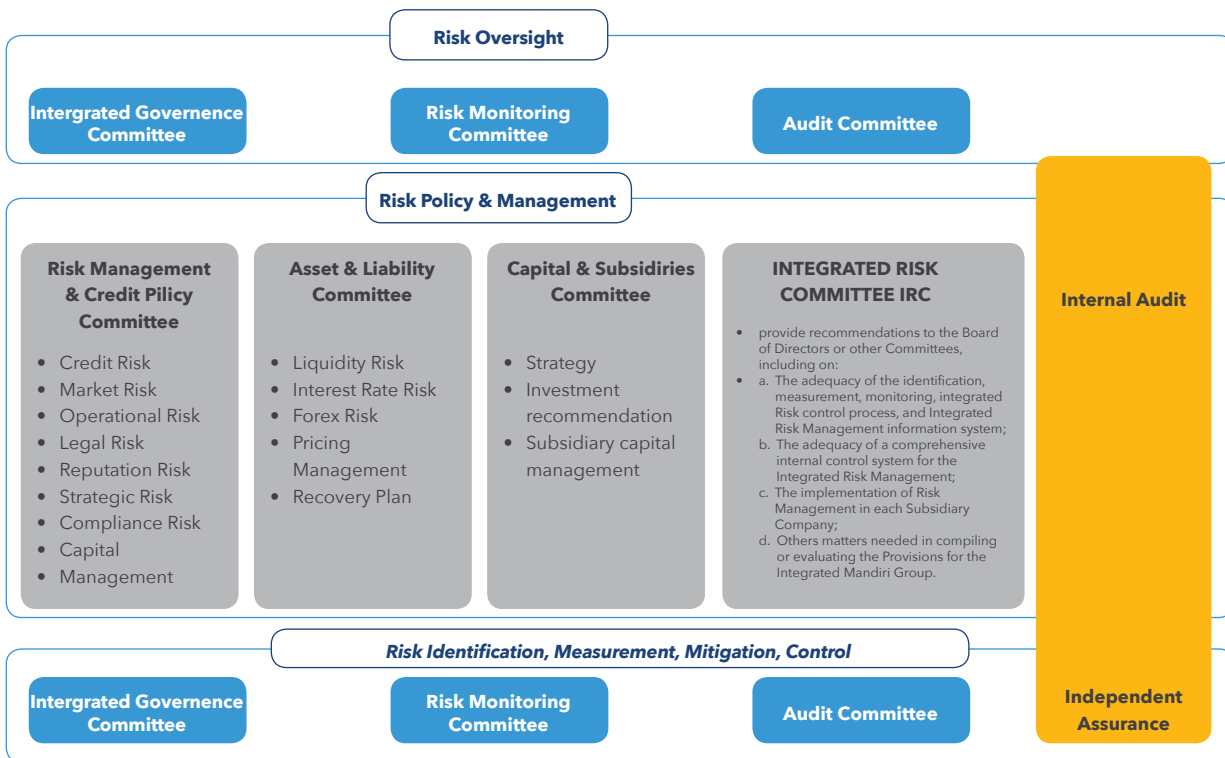 Risk Oversight
Intergrated Governence
Committee
Risk Monitoring
Committee
Audit Committee
Risk Policy & Management
Risk Management
& Credit Pilicy
Committee
• Credit Risk
• Market Risk
• Operational Risk
• Legal Risk
• Reputation Risk
• Strategic Risk
• Compliance Risk
• Capital
• Management
Asset & Liability
Committee
• Liquidity Risk
• Interest Rate Risk
• Forex Risk
• Pricing
Management
• Recovery Plan
Capital & Subsidiries
Committee
• Strategy
• Investment
recommendation
• Subsidiary capital
management
INTEGRATED RISK
COMMITTEE IRC
• provide recommendations to the Board
of Directors or other Committees,
including on:
• a. The adequacy of the identification,
measurement, monitoring, integrated
Risk control process, and Integrated
Risk Management information system;
b. The adequacy of a comprehensive
internal control system for the
Integrated Risk Management;
c. The implementation of Risk
Management in each Subsidiary
Company;
d. Others matters needed in compiling
or evaluating the Provisions for the
Integrated Mandiri Group.
Internal Audit
Risk Identification, Measurement, Mitigation, Control
Intergrated Governence
Committee
Risk Monitoring
Committee
Audit Committee
Independent
Assurance